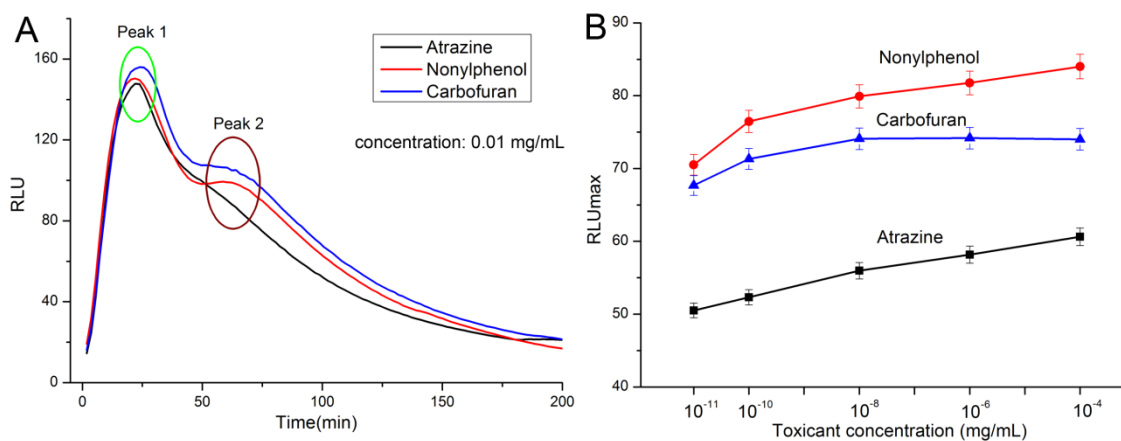 A
Peak 1
Atrazine
Nonylphenol
Carbofuran
Peak 2
concentration: 0.01 mg/mL
RLU
160
120
80
40
0
0
50
100
150
200
Time(min)
B
Nonylphenol
Carbofuran
Atrazine
RLUmax
90
80
70
60
50
40
10⁻¹¹
10⁻¹⁰
10⁻⁸
10⁻⁶
10⁻⁴
Toxicant concentration (mg/mL)